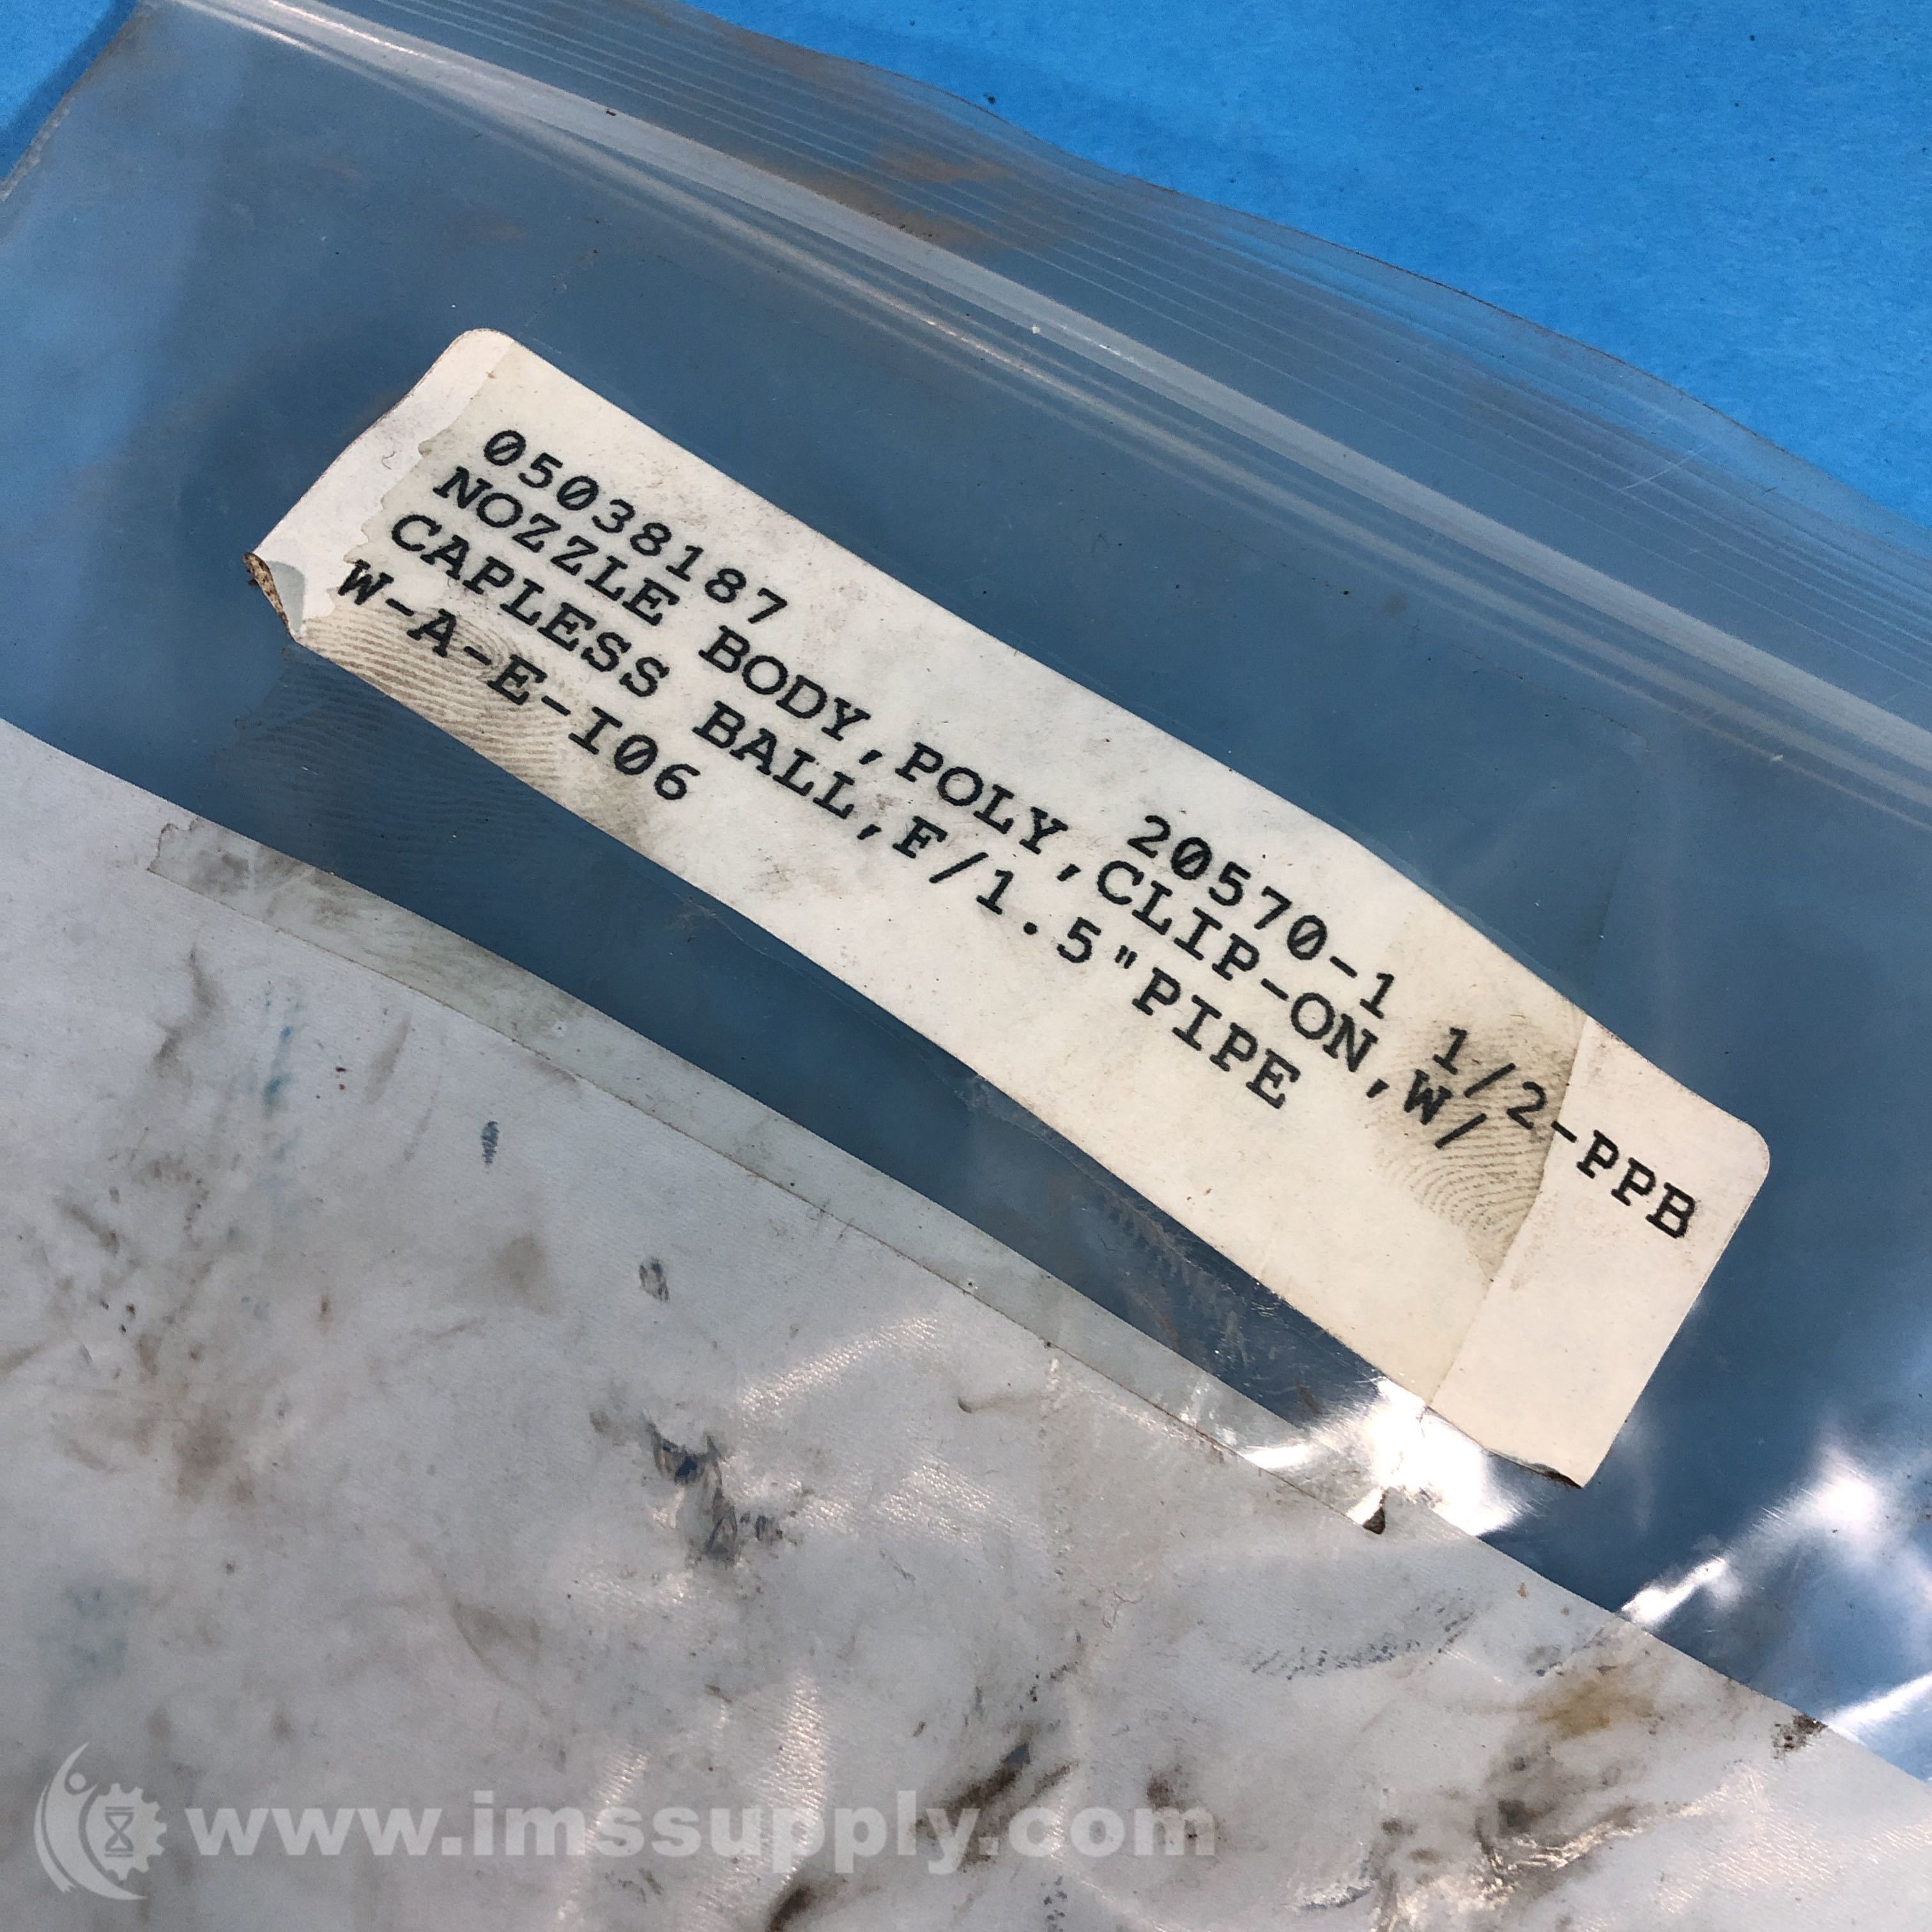 05038187 20570-1 1/2-PPB
NOZZLE BODY,POLY,CLIP-ON,W/
CAPLESS BALL,F/1.5"PIPE
W-A-E-I06
www.imssupply.com